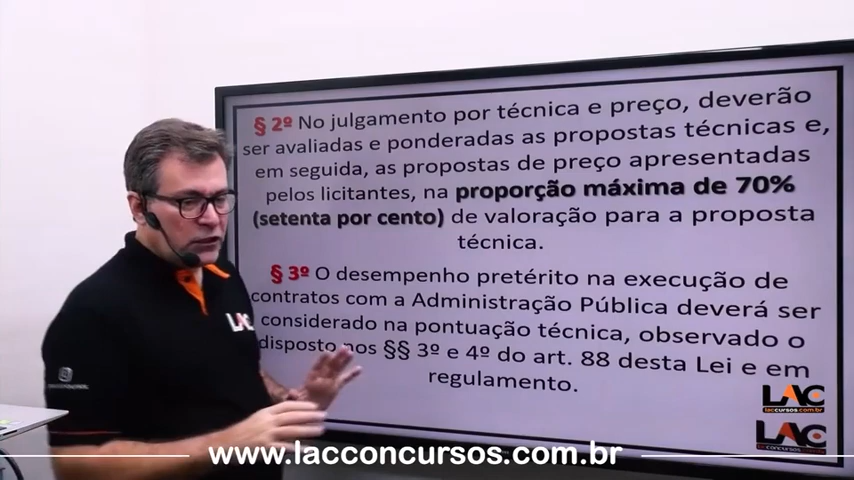 § 2º No julgamento por técnica e preço, deverão
ser avaliadas e ponderadas as propostas técnicas e,
em seguida, as propostas de preço apresentadas
pelos licitantes, na proporção máxima de 70%
(setenta por cento) de valoração para a proposta
técnica.
§ 3º O desempenho pretérito na execução de
contratos com a Administração Pública deverá ser
considerado na pontuação técnica, observado o
disposto nos §§ 3º e 4º do art. 88 desta Lei e em
regulamento.
LAC
LAC
laccursos.com.br
LAC
www.lacconcursos.com.br